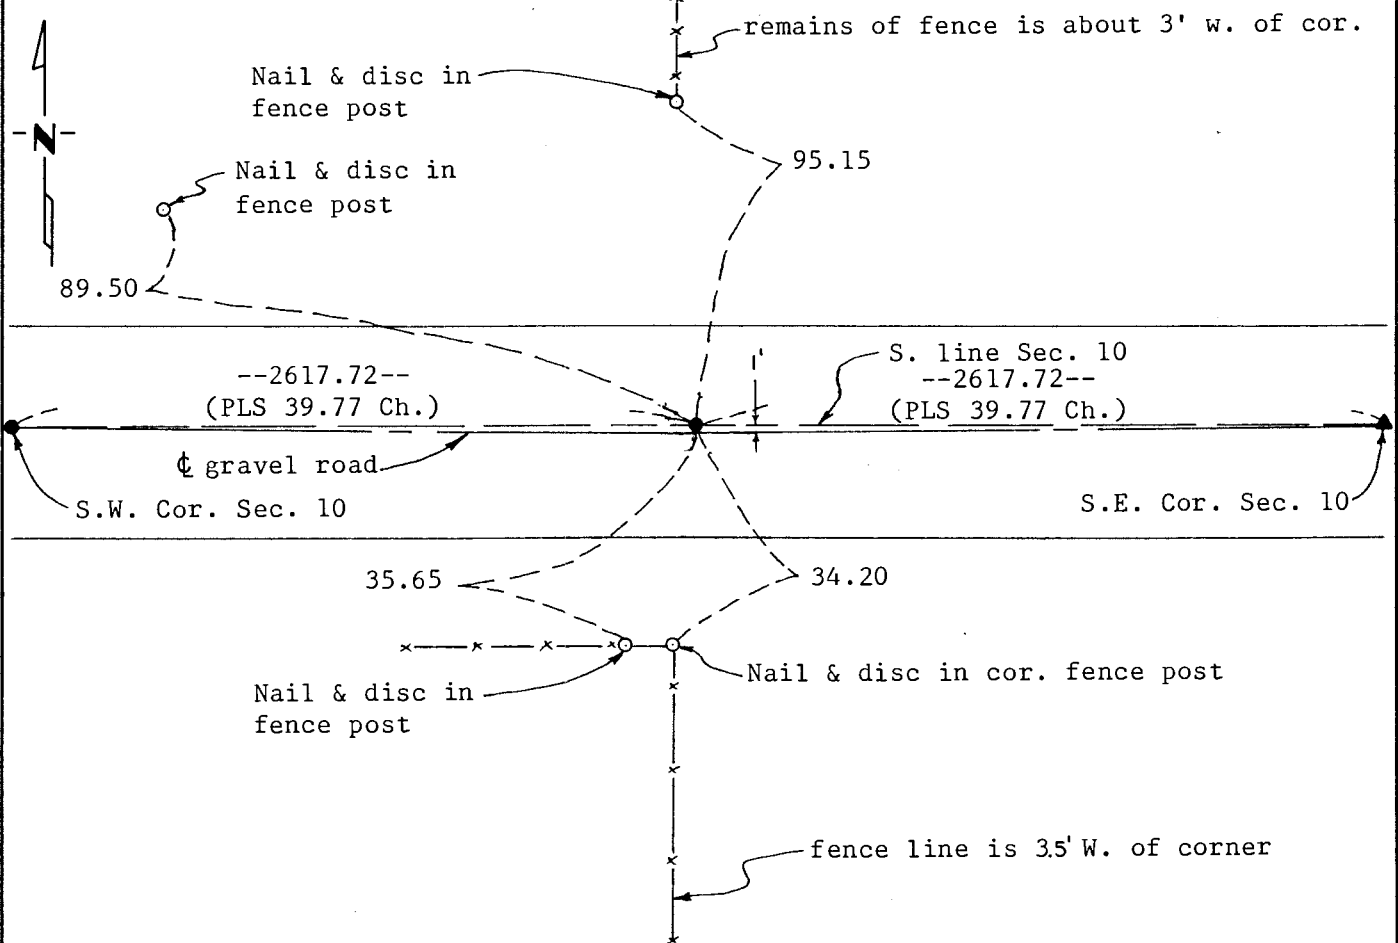 remains of fence is about 3' w. of cor.
Nail & disc in
fence post
-N-
95.15
Nail & disc in
fence post
89.50
1'
S. line Sec. 10
--2617.72--
(PLS 39.77 Ch.)
--2617.72--
(PLS 39.77 Ch.)
℄ gravel road
S.W. Cor. Sec. 10
S.E. Cor. Sec. 10
35.65
34.20
Nail & disc in
fence post
Nail & disc in cor. fence post
fence line is 3.5' W. of corner